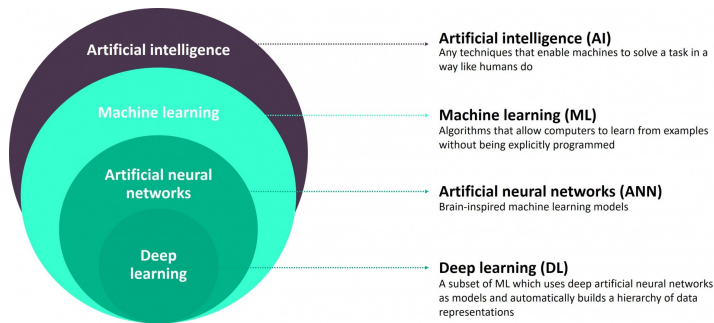 Artificial intelligence
Machine learning
Artificial neural
networks
Deep
learning
Artificial intelligence (AI)
Any techniques that enable machines to solve a task in a
way like humans do
Machine learning (ML)
Algorithms that allow computers to learn from examples
without being explicitly programmed
Artificial neural networks (ANN)
Brain-inspired machine learning models
Deep learning (DL)
A subset of ML which uses deep artificial neural networks
as models and automatically builds a hierarchy of data
representations